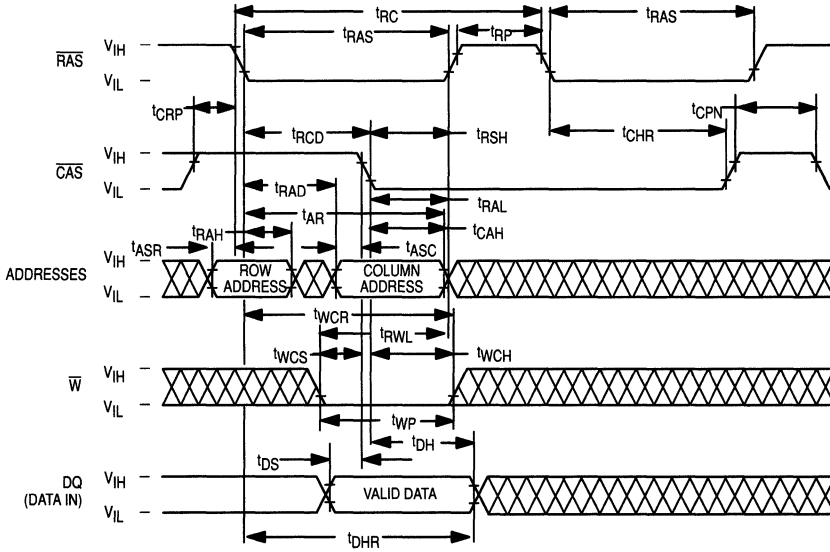 tRC
tRAS
tRP
tRAS
RAS
VIH
VIL
tCRP
tRCD
tRSH
tCHR
tCPN
CAS
VIH
VIL
tRAD
tRAL
tAR
tRAH
tCAH
tASR
tASC
ADDRESSES
VIH
VIL
ROW ADDRESS
COLUMN ADDRESS
tWCR
tRWL
tWCS
tWCH
W
VIH
VIL
tWP
tDH
tDS
DQ
(DATA IN)
VIH
VIL
VALID DATA
tDHR